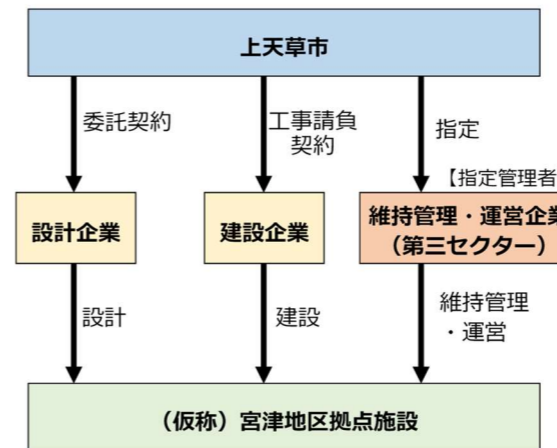 上天草市
委託契約
工事請負
契約
指定
【指定管理者
設計企業
建設企業
維持管理・運営企業
（第三セクター）
設計
建設
維持管理
・運営
（仮称）宮津地区拠点施設